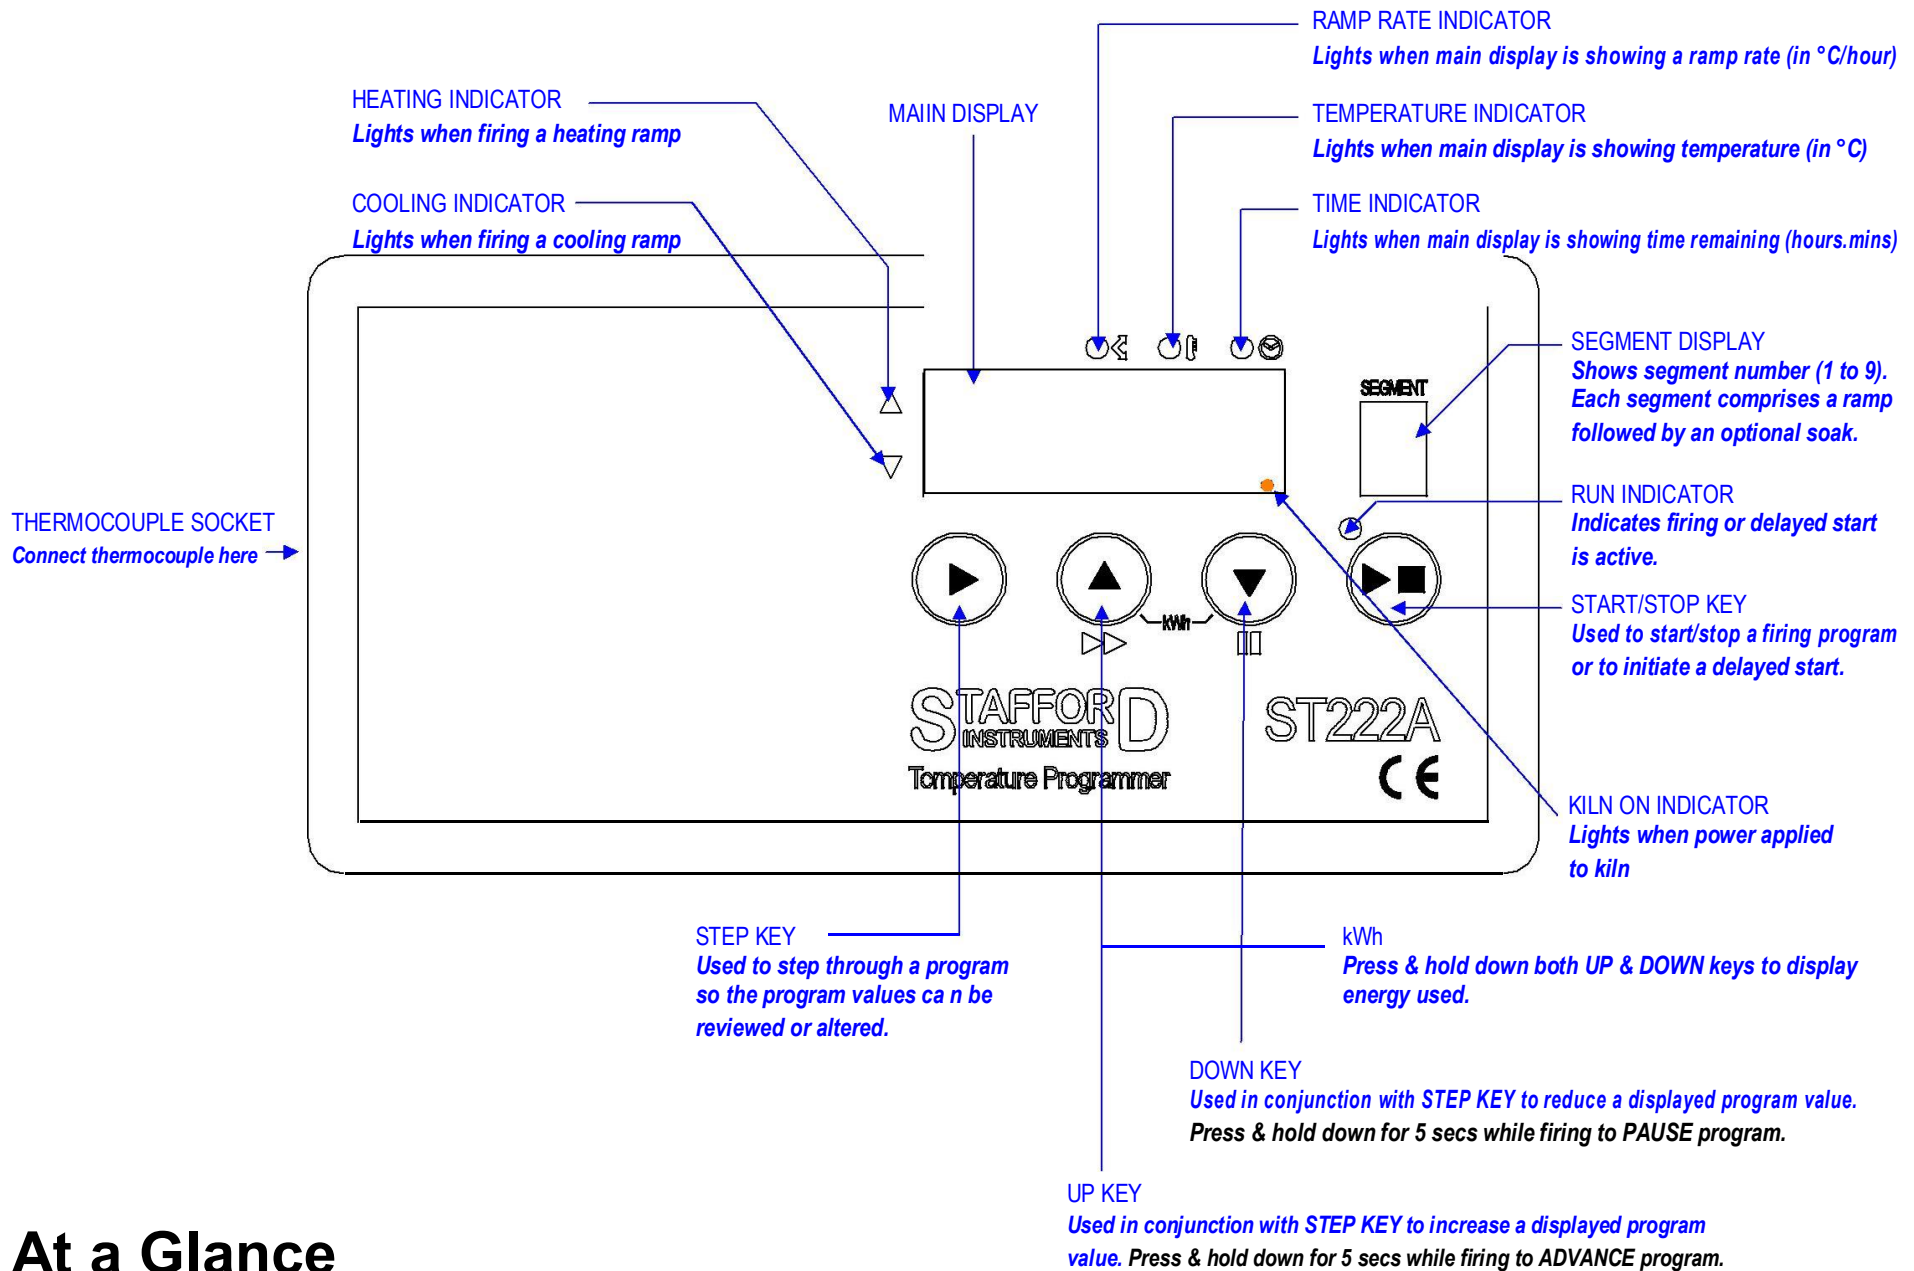 RAMP RATE INDICATOR
Lights when main display is showing a ramp rate (in °C/hour)
HEATING INDICATOR
Lights when firing a heating ramp
MAIIN DISPLAY
TEMPERATURE INDICATOR
Lights when main display is showing temperature (in °C)
COOLING INDICATOR
Lights when firing a cooling ramp
TIME INDICATOR
Lights when main display is showing time remaining (hours.mins)
SEGMENT DISPLAY
Shows segment number (1 to 9).
Each segment comprises a ramp
followed by an optional soak.
SEGMENT
RUN INDICATOR
Indicates firing or delayed start
is active.
THERMOCOUPLE SOCKET
Connect thermocouple here
START/STOP KEY
Used to start/stop a firing program
or to initiate a delayed start.
kWh
STAFFORD
INSTRUMENTS
ST222A
Temperature Programmer
CE
KILN ON INDICATOR
Lights when power applied
to kiln
STEP KEY
Used to step through a program
so the program values ca n be
reviewed or altered.
kWh
Press & hold down both UP & DOWN keys to display
energy used.
DOWN KEY
Used in conjunction with STEP KEY to reduce a displayed program value.
Press & hold down for 5 secs while firing to PAUSE program.
UP KEY
Used in conjunction with STEP KEY to increase a displayed program
value. Press & hold down for 5 secs while firing to ADVANCE program.
At a Glance